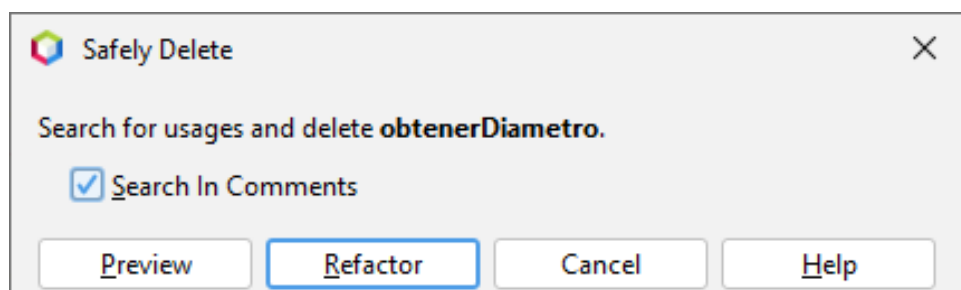 Safely Delete
Search for usages and delete obtenerDiametro.
Search In Comments
Preview Refactor Cancel Help